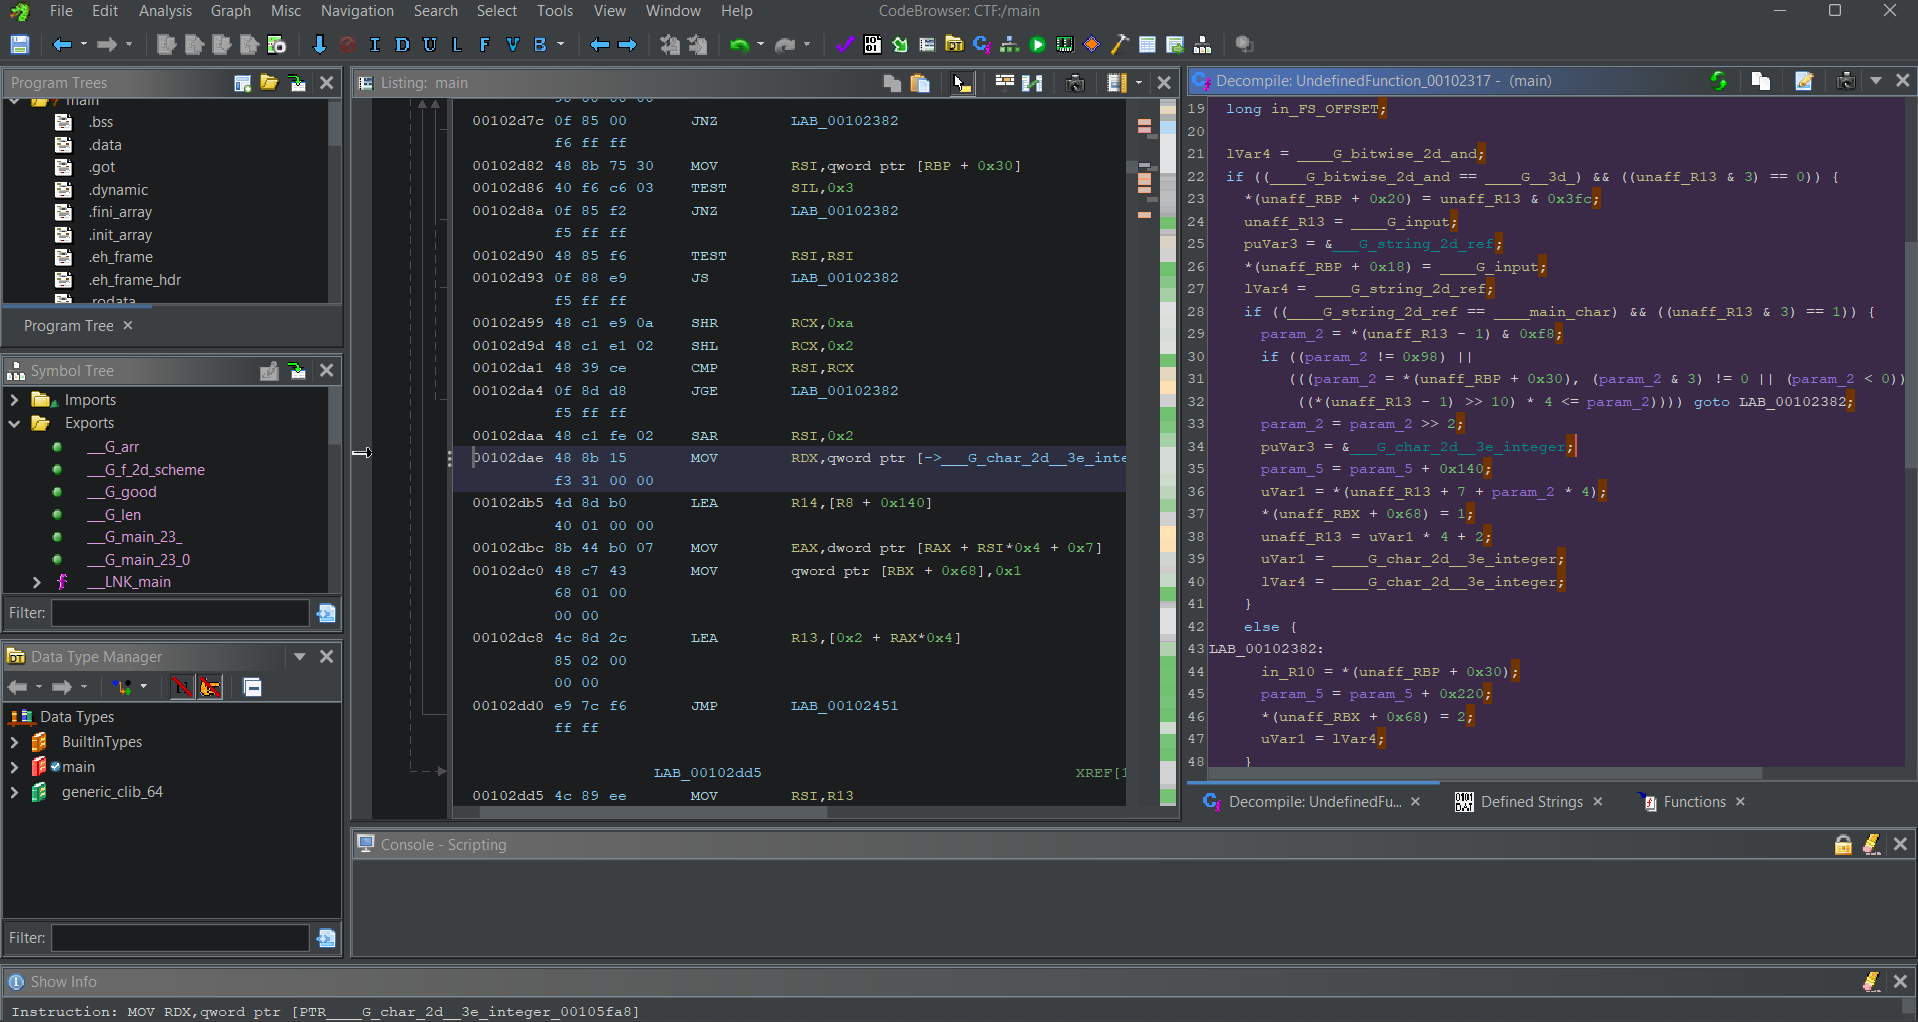 File Edit Analysis Graph Misc Navigation Search Select Tools View Window Help
CodeBrowser: CTF:/main
I D U L F V B
Program Trees
main
.bss
.data
.got
.dynamic
.fini_array
.init_array
.eh_frame
.eh_frame_hdr
.rodata
Program Tree ×
Symbol Tree
Imports
Exports
__G_arr
__G_f_2d_scheme
__G_good
__G_len
__G_main_23_
__G_main_23_0
f __LNK_main
Filter:
Data Type Manager
Data Types
BuiltInTypes
main
generic_clib_64
Filter:
Listing: main
00102d7c 0f 85 00 JNZ LAB_00102382
f6 ff ff
00102d82 48 8b 75 30 MOV RSI,qword ptr [RBP + 0x30]
00102d86 40 f6 c6 03 TEST SIL,0x3
00102d8a 0f 85 f2 JNZ LAB_00102382
f5 ff ff
00102d90 48 85 f6 TEST RSI,RSI
00102d93 0f 88 e9 JS LAB_00102382
f5 ff ff
00102d99 48 c1 e9 0a SHR RCX,0xa
00102d9d 48 c1 e1 02 SHL RCX,0x2
00102da1 48 39 ce CMP RSI,RCX
00102da4 0f 8d d8 JGE LAB_00102382
f5 ff ff
00102daa 48 c1 fe 02 SAR RSI,0x2
00102dae 48 8b 15 MOV RDX,qword ptr [->___G_char_2d__3e_inte
f3 31 00 00
00102db5 4d 8d b0 LEA R14,[R8 + 0x140]
40 01 00 00
00102dbc 8b 44 b0 07 MOV EAX,dword ptr [RAX + RSI*0x4 + 0x7]
00102dc0 48 c7 43 MOV qword ptr [RBX + 0x68],0x1
68 01 00
00 00
00102dc8 4c 8d 2c LEA R13,[0x2 + RAX*0x4]
85 02 00
00 00
00102dd0 e9 7c f6 JMP LAB_00102451
ff ff
LAB_00102dd5 XREF[1
00102dd5 4c 89 ee MOV RSI,R13
Decompile: UndefinedFunction_00102317 - (main)
19 long in_FS_OFFSET;
20
21 lVar4 = ____G_bitwise_2d_and;
22 if ((____G_bitwise_2d_and == ____G__3d_) && ((unaff_R13 & 3) == 0)) {
23 *(unaff_RBP + 0x20) = unaff_R13 & 0x3fc;
24 unaff_R13 = ____G_input;
25 puVar3 = &___G_string_2d_ref;
26 *(unaff_RBP + 0x18) = ____G_input;
27 lVar4 = ____G_string_2d_ref;
28 if ((____G_string_2d_ref == ____main_char) && ((unaff_R13 & 3) == 1)) {
29 param_2 = *(unaff_R13 - 1) & 0xf8;
30 if ((param_2 != 0x98) ||
31 (((param_2 = *(unaff_RBP + 0x30), (param_2 & 3) != 0 || (param_2 < 0))
32 ((*(unaff_R13 - 1) >> 10) * 4 <= param_2)))) goto LAB_00102382;
33 param_2 = param_2 >> 2;
34 puVar3 = &___G_char_2d__3e_integer;
35 param_5 = param_5 + 0x140;
36 uVar1 = *(unaff_R13 + 7 + param_2 * 4);
37 *(unaff_RBX + 0x68) = 1;
38 unaff_R13 = uVar1 * 4 + 2;
39 uVar1 = ____G_char_2d__3e_integer;
40 lVar4 = ____G_char_2d__3e_integer;
41 }
42 else {
43 LAB_00102382:
44 in_R10 = *(unaff_RBP + 0x30);
45 param_5 = param_5 + 0x220;
46 *(unaff_RBX + 0x68) = 2;
47 uVar1 = lVar4;
48 }
Decompile: UndefinedFu... × Defined Strings × Functions ×
Console - Scripting
Show Info
Instruction: MOV RDX,qword ptr [PTR____G_char_2d__3e_integer_00105fa8]